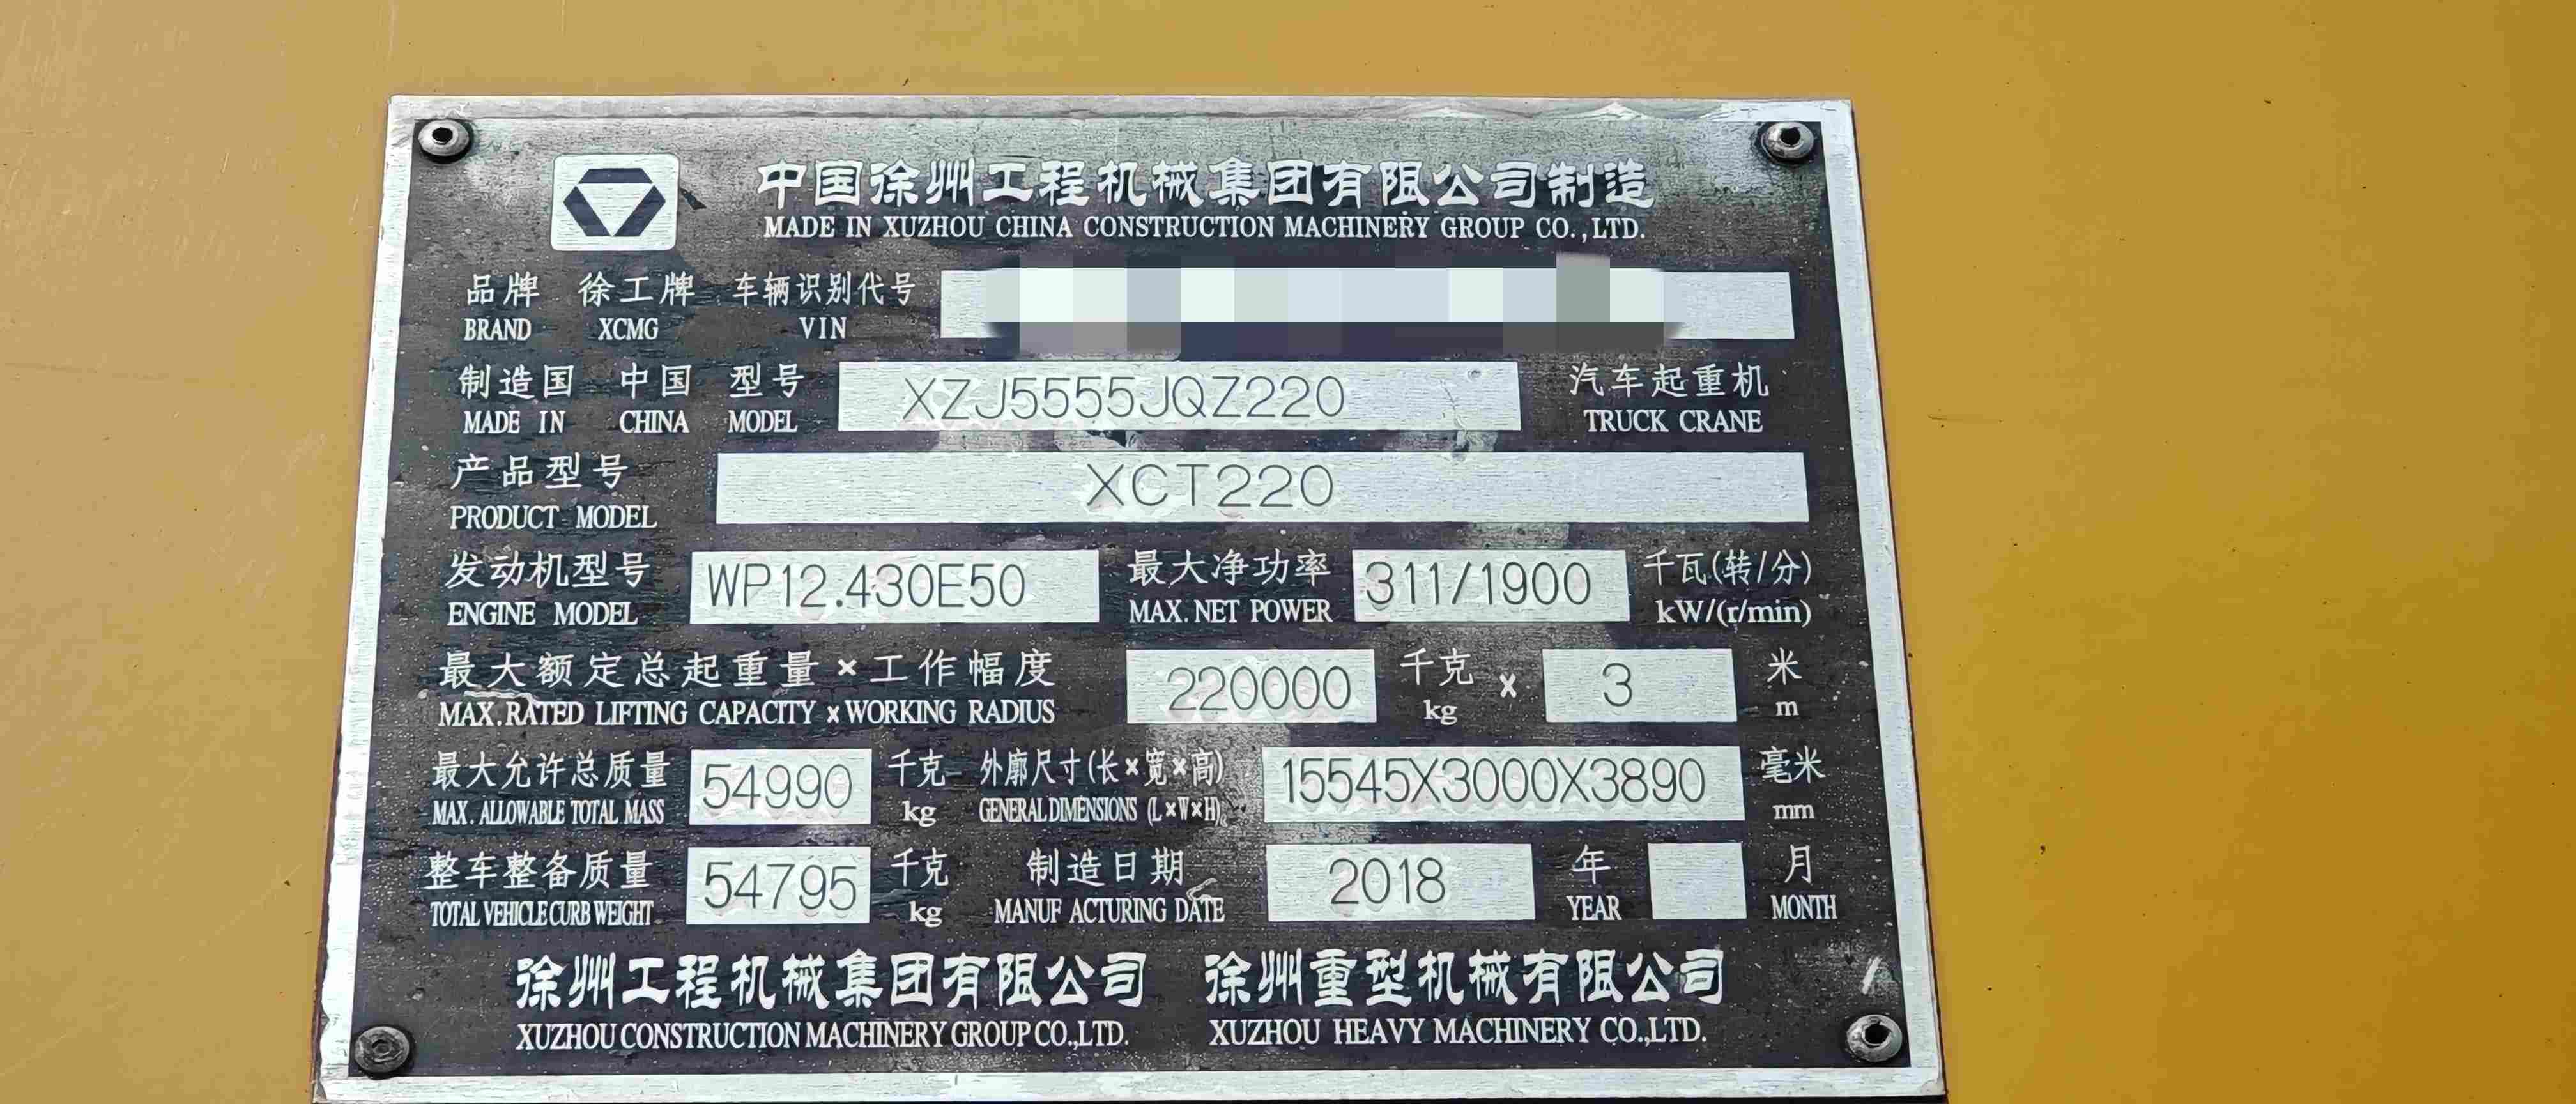 中国徐州工程机械集团有限公司制造
MADE IN XUZHOU CHINA CONSTRUCTION MACHINERY GROUP CO.,LTD.
品牌 徐工牌 车辆识别代号
BRAND XCMG VIN
制造国 中国 型号 XZJ5555JQZ220 汽车起重机
MADE IN CHINA MODEL TRUCK CRANE
产品型号 XCT220
PRODUCT MODEL
发动机型号 WP12.430E50 最大净功率 311/1900 千瓦(转/分)
ENGINE MODEL MAX.NET POWER kW/(r/min)
最大额定总起重量×工作幅度 220000 千克 × 3 米
MAX.RATED LIFTING CAPACITY ×WORKING RADIUS kg m
最大允许总质量 54990 千克 外廓尺寸(长×宽×高) 15545X3000X3890 毫米
MAX. ALLOWABLE TOTAL MASS kg GENERAL DIMENSIONS (L×W×H) mm
整车整备质量 54795 千克 制造日期 2018 年 月
TOTAL VEHICLE CURB WEIGHT kg MANUF ACTURING DATE YEAR MONTH
徐州工程机械集团有限公司 徐州重型机械有限公司
XUZHOU CONSTRUCTION MACHINERY GROUP CO.,LTD. XUZHOU HEAVY MACHINERY CO.,LTD.